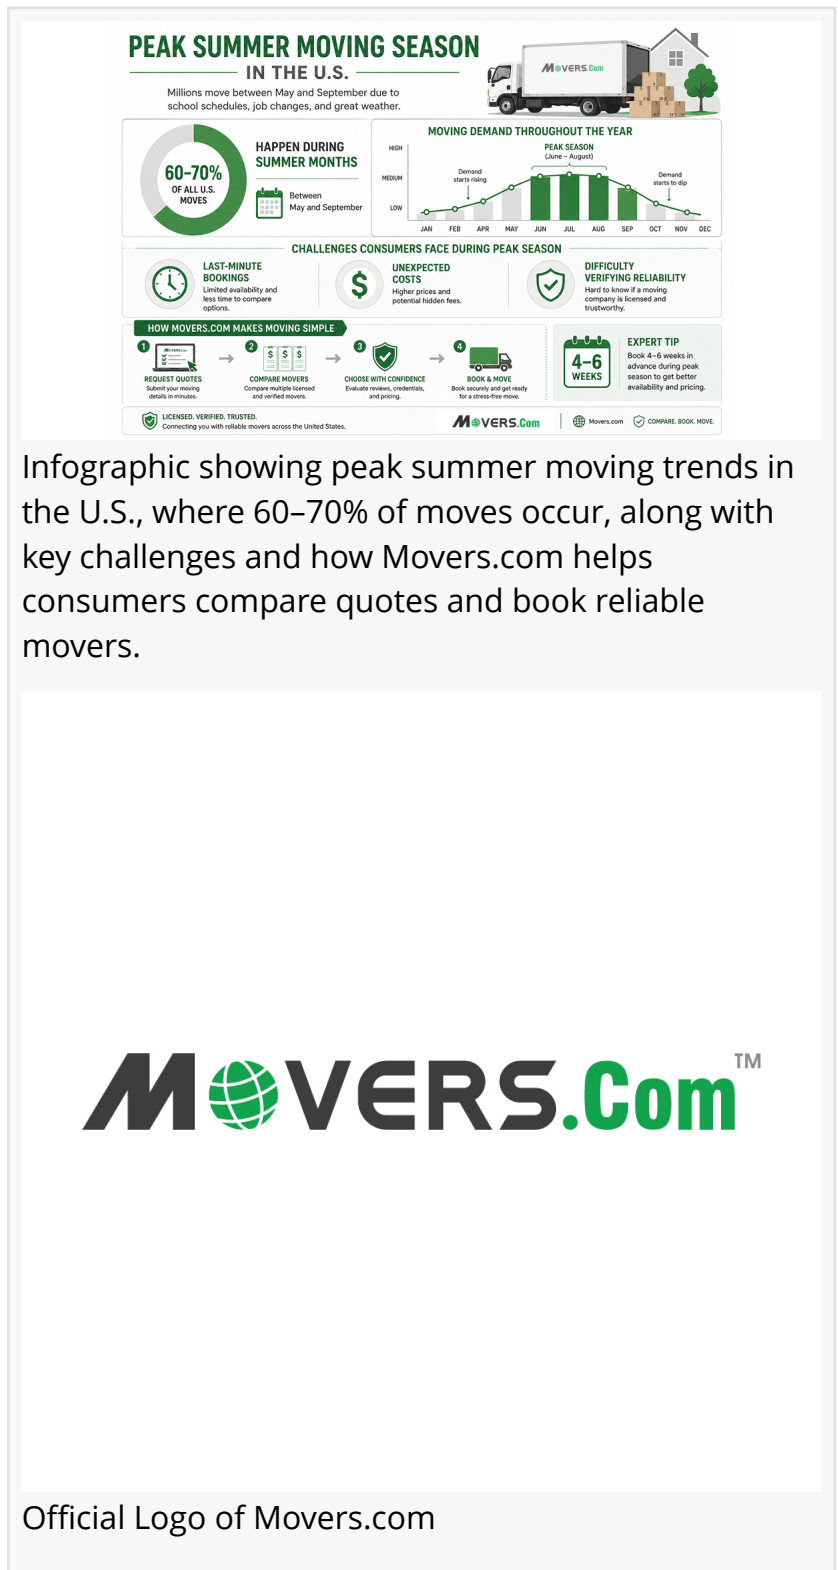 PEAK SUMMER MOVING SEASON
IN THE U.S.
Millions move between May and September due to
school schedules, job changes, and great weather.
MOVERS.Com
60-70%
OF ALL U.S.
MOVES
HAPPEN DURING
SUMMER MONTHS
Between
May and September
MOVING DEMAND THROUGHOUT THE YEAR
HIGH
MEDIUM
LOW
Demand
starts rising
PEAK SEASON
(June – August)
Demand
starts to dip
JAN FEB APR MAY JUN JUL AUG SEP OCT NOV DEC
CHALLENGES CONSUMERS FACE DURING PEAK SEASON
LAST-MINUTE
BOOKINGS
Limited availability and
less time to compare
options.
$
UNEXPECTED
COSTS
Higher prices and
potential hidden fees.
DIFFICULTY
VERIFYING RELIABILITY
Hard to know if a moving
company is licensed and
trustworthy.
HOW MOVERS.COM MAKES MOVING SIMPLE
1
REQUEST QUOTES
Submit your moving
details in minutes.
2
$ $ $
COMPARE MOVERS
Compare multiple licensed
and verified movers.
3
CHOOSE WITH CONFIDENCE
Evaluate reviews, credentials,
and pricing.
4
BOOK & MOVE
Book securely and get ready
for a stress-free move.
4–6
WEEKS
EXPERT TIP
Book 4–6 weeks in
advance during peak
season to get better
availability and pricing.
LICENSED. VERIFIED. TRUSTED.
Connecting you with reliable movers across the United States.
MOVERS.Com
Movers.com
COMPARE. BOOK. MOVE.
Infographic showing peak summer moving trends in
the U.S., where 60–70% of moves occur, along with
key challenges and how Movers.com helps
consumers compare quotes and book reliable
movers.
MOVERS.Com™
Official Logo of Movers.com